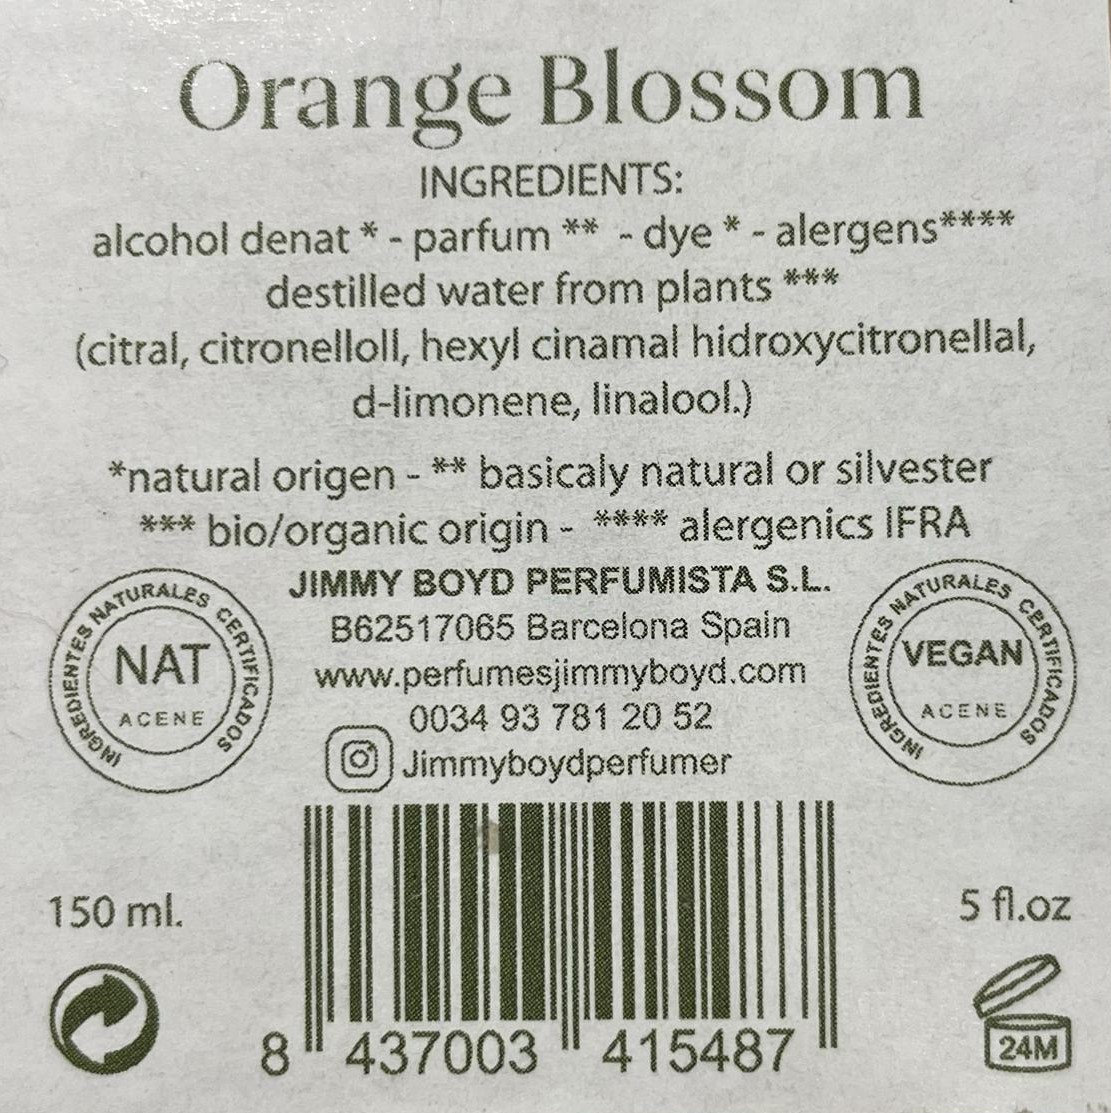 Orange Blossom
INGREDIENTS:
alcohol denat * - parfum ** - dye * - alergens****
destilled water from plants ***
(citral, citronelloll, hexyl cinamal hidroxycitronellal,
d-limonene, linalool.)
*natural origen - ** basicaly natural or silvester
*** bio/organic origin - **** alergenics IFRA
JIMMY BOYD PERFUMISTA S.L.
B62517065 Barcelona Spain
www.perfumesjimmyboyd.com
0034 93 781 20 52
Jimmyboydperfumer
INGREDIENTES NATURALES CERTIFICADOS
NAT
ACENE
INGREDIENTES NATURALES CERTIFICADOS
VEGAN
ACENE
150 ml.
5 fl.oz
8 437003 415487
24M